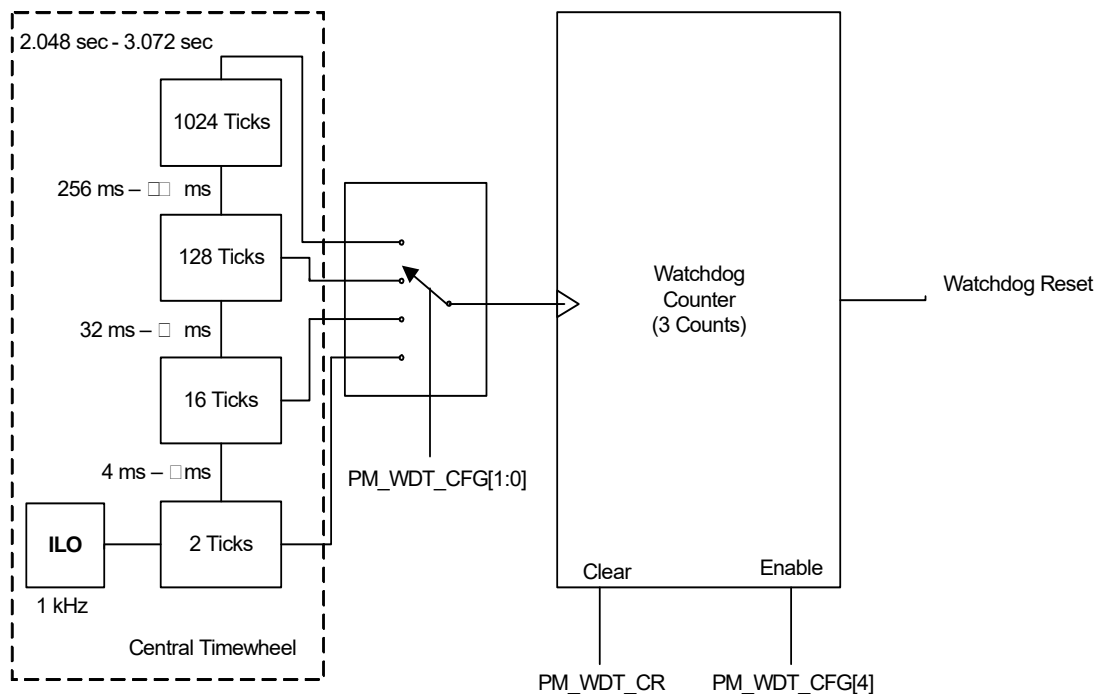 2.048 sec - 3.072 sec
1024 Ticks
256 ms – ms
128 Ticks
32 ms – ms
16 Ticks
4 ms – ms
2 Ticks
ILO
1 kHz
Central Timewheel
PM_WDT_CFG[1:0]
Watchdog
Counter
(3 Counts)
Watchdog Reset
Clear
Enable
PM_WDT_CR
PM_WDT_CFG[4]